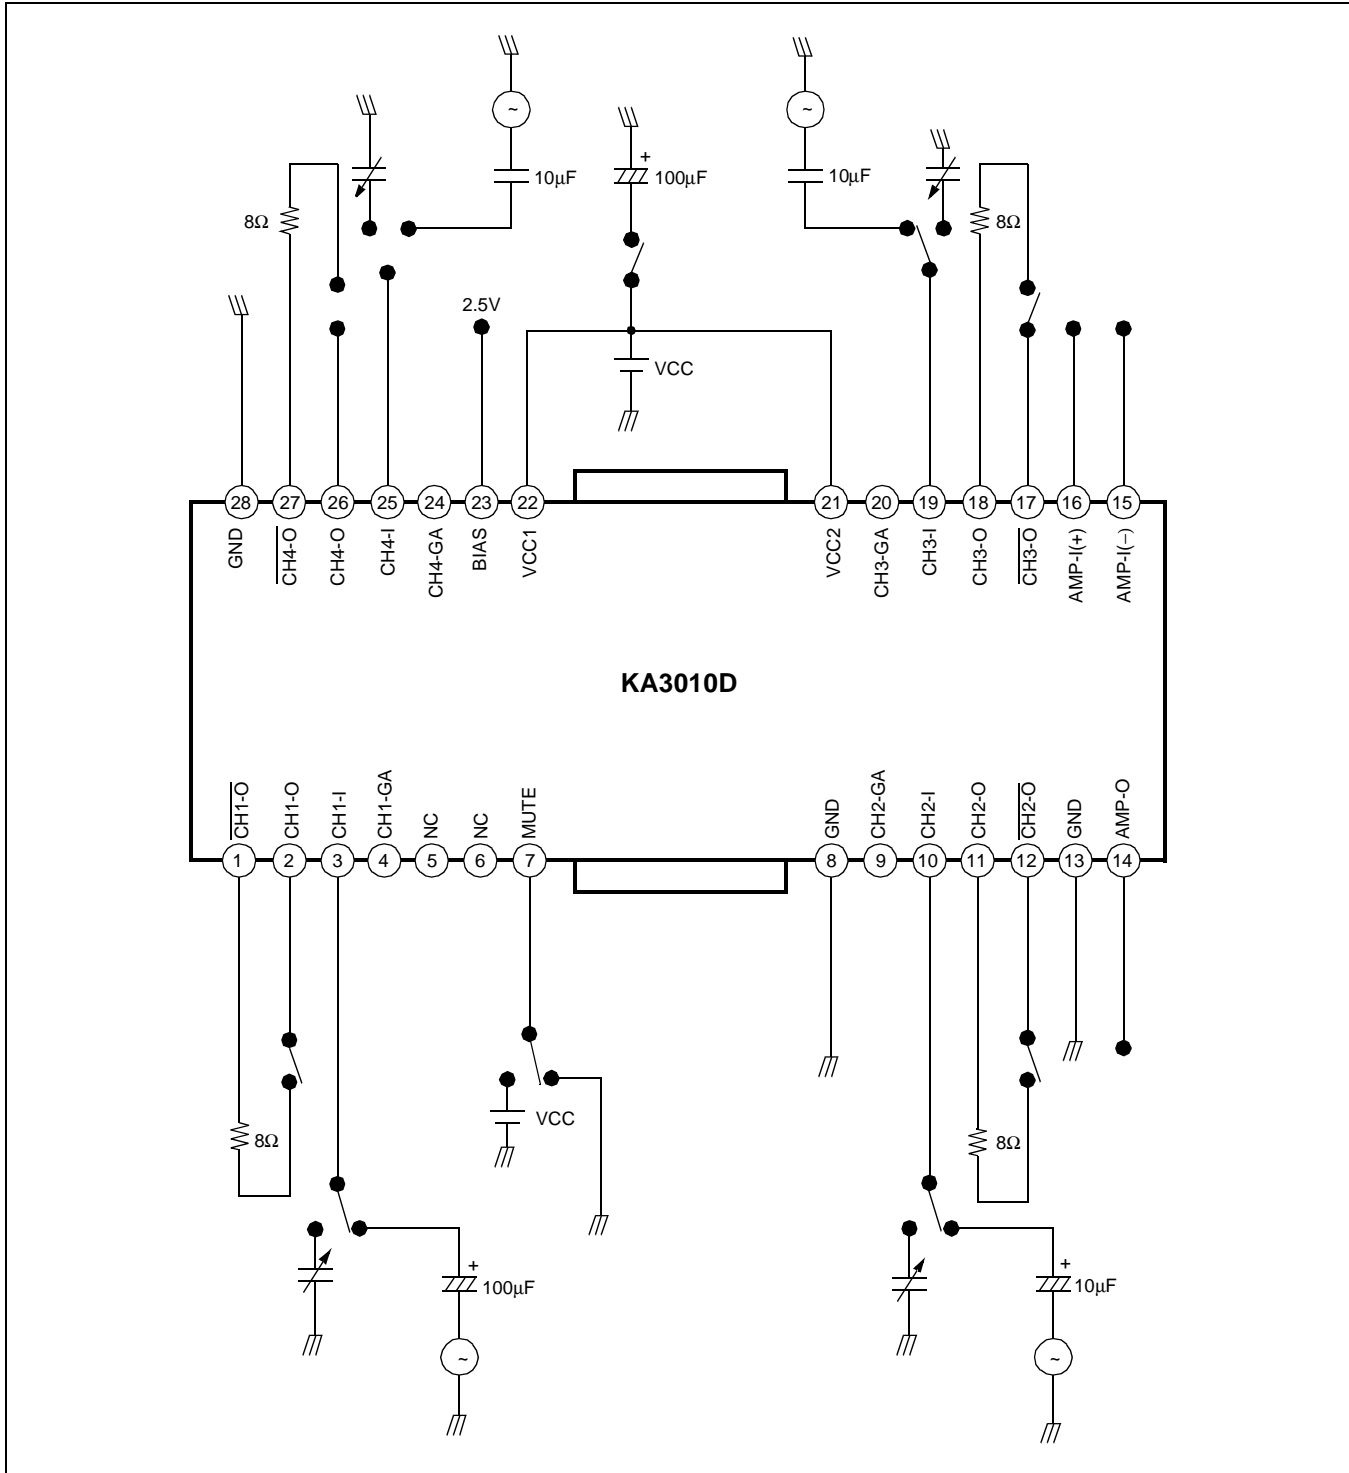 ~
~
10μF
+
100μF
10μF
8Ω
8Ω
2.5V
VCC
28
27
26
25
24
23
22
21
20
19
18
17
16
15
GND
CH4-O
CH4-O
CH4-I
CH4-GA
BIAS
VCC1
VCC2
CH3-GA
CH3-I
CH3-O
CH3-O
AMP-I(+)
AMP-I(−)
KA3010D
CH1-O
CH1-O
CH1-I
CH1-GA
NC
NC
MUTE
GND
CH2-GA
CH2-I
CH2-O
CH2-O
GND
AMP-O
1
2
3
4
5
6
7
8
9
10
11
12
13
14
VCC
8Ω
8Ω
+
100μF
+
10μF
~
~